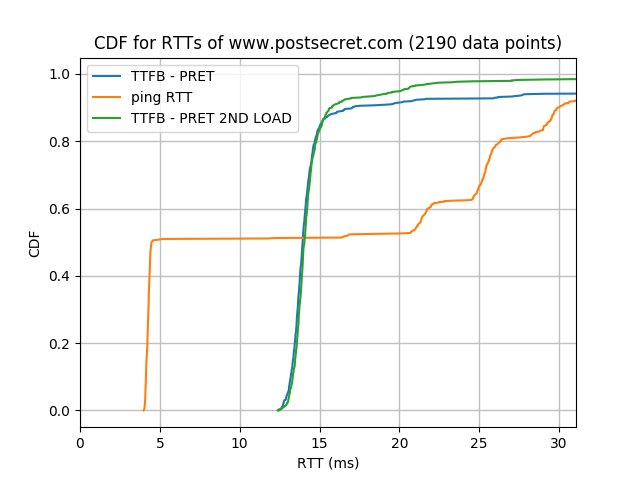 CDF for RTTs of www.postsecret.com (2190 data points)
TTFB - PRET
ping RTT
TTFB - PRET 2ND LOAD
CDF
1.0
0.8
0.6
0.4
0.2
0.0
0 5 10 15 20 25 30
RTT (ms)